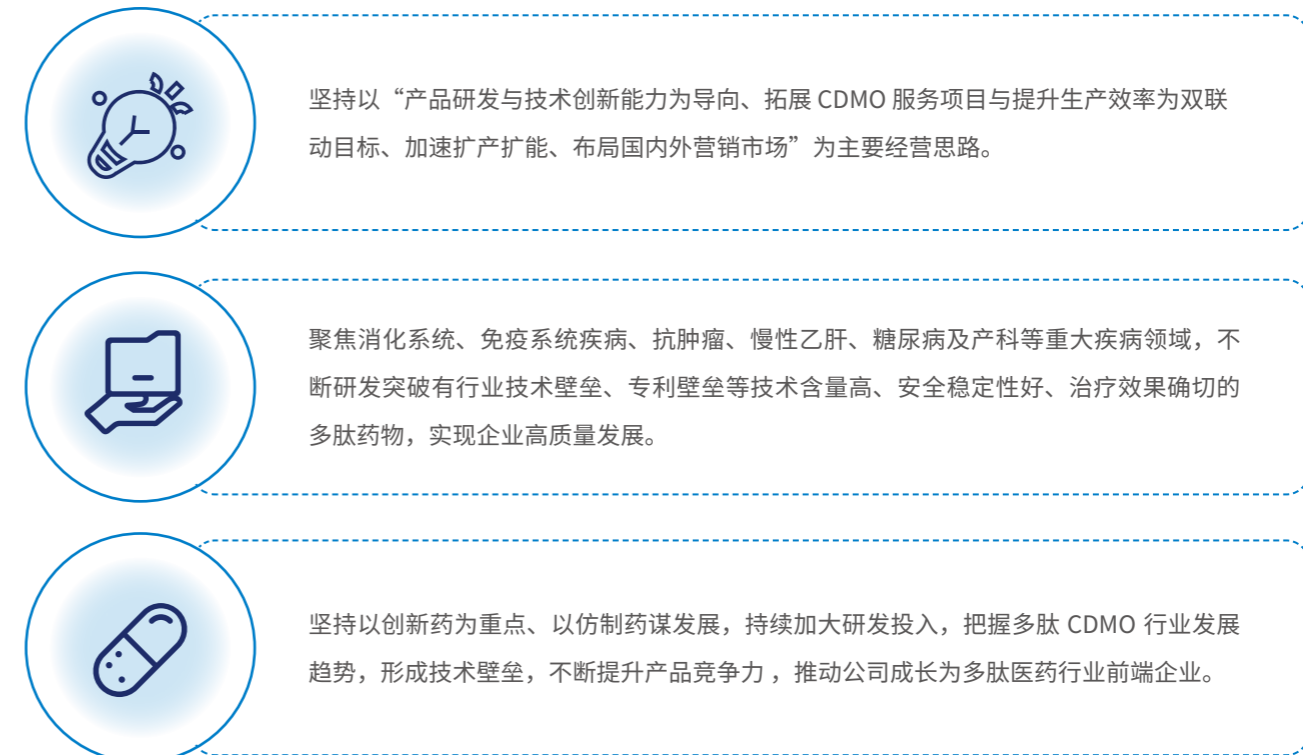 坚持以“产品研发与技术创新能力为导向、拓展 CDMO 服务项目与提升生产效率为双联
动目标、加速扩产扩能、布局国内外营销市场”为主要经营思路。
聚焦消化系统、免疫系统疾病、抗肿瘤、慢性乙肝、糖尿病及产科等重大疾病领域，不
断研发突破有行业技术壁垒、专利壁垒等技术含量高、安全稳定性好、治疗效果确切的
多肽药物，实现企业高质量发展。
坚持以创新药为重点、以仿制药谋发展，持续加大研发投入，把握多肽 CDMO 行业发展
趋势，形成技术壁垒，不断提升产品竞争力 ，推动公司成长为多肽医药行业前端企业。